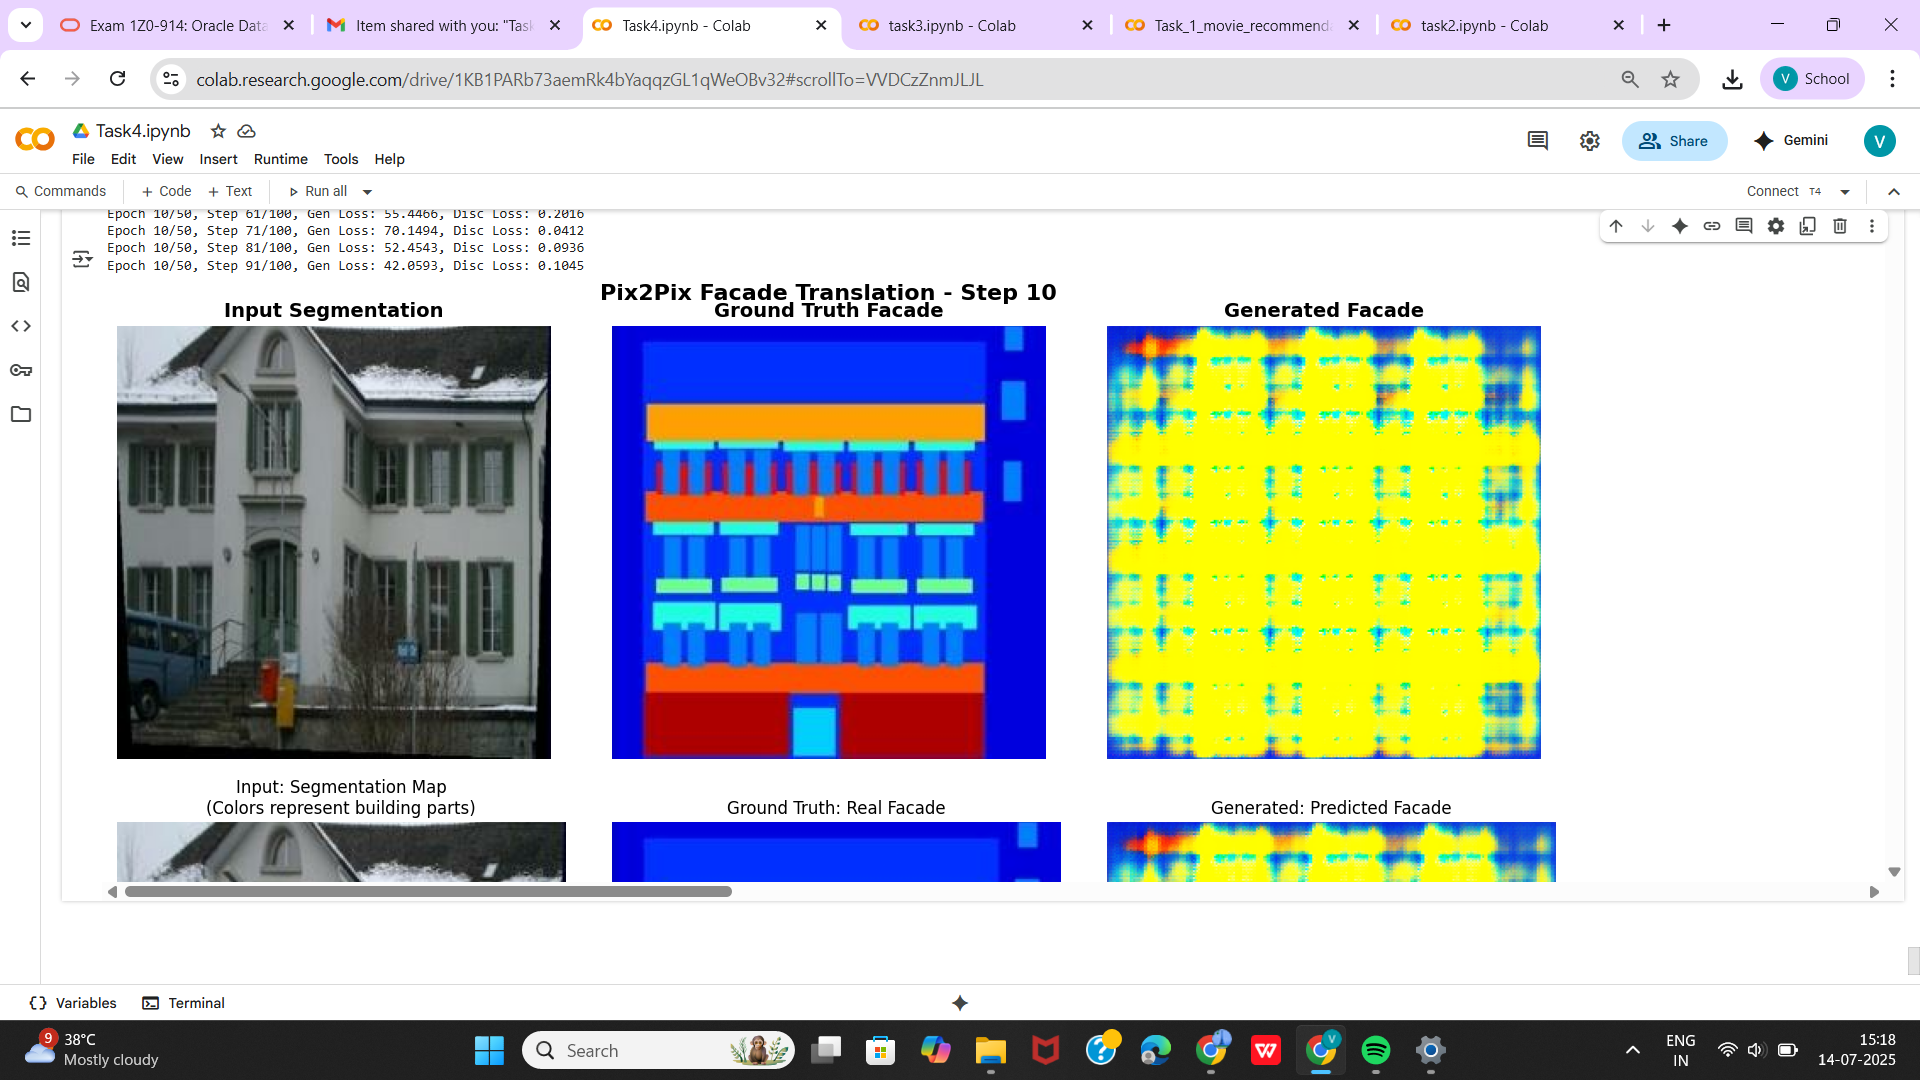 Exam 1Z0-914: Oracle Data
Item shared with you: "Task
Task4.ipynb - Colab
task3.ipynb - Colab
Task_1_movie_recommenda
task2.ipynb - Colab
colab.research.google.com/drive/1KB1PARb73aemRk4bYaqqzGL1qWeOBv32#scrollTo=VVDCzZnmJLJL
V School
Task4.ipynb
File Edit View Insert Runtime Tools Help
Share
Gemini
V
Commands + Code + Text Run all
Connect T4
Epoch 10/50, Step 61/100, Gen Loss: 55.4466, Disc Loss: 0.2016
Epoch 10/50, Step 71/100, Gen Loss: 70.1494, Disc Loss: 0.0412
Epoch 10/50, Step 81/100, Gen Loss: 52.4543, Disc Loss: 0.0936
Epoch 10/50, Step 91/100, Gen Loss: 42.0593, Disc Loss: 0.1045
Pix2Pix Facade Translation - Step 10
Input Segmentation
Ground Truth Facade
Generated Facade
Input: Segmentation Map
(Colors represent building parts)
Ground Truth: Real Facade
Generated: Predicted Facade
Variables
Terminal
9
38°C
Mostly cloudy
Search
V
ENG
IN
15:18
14-07-2025